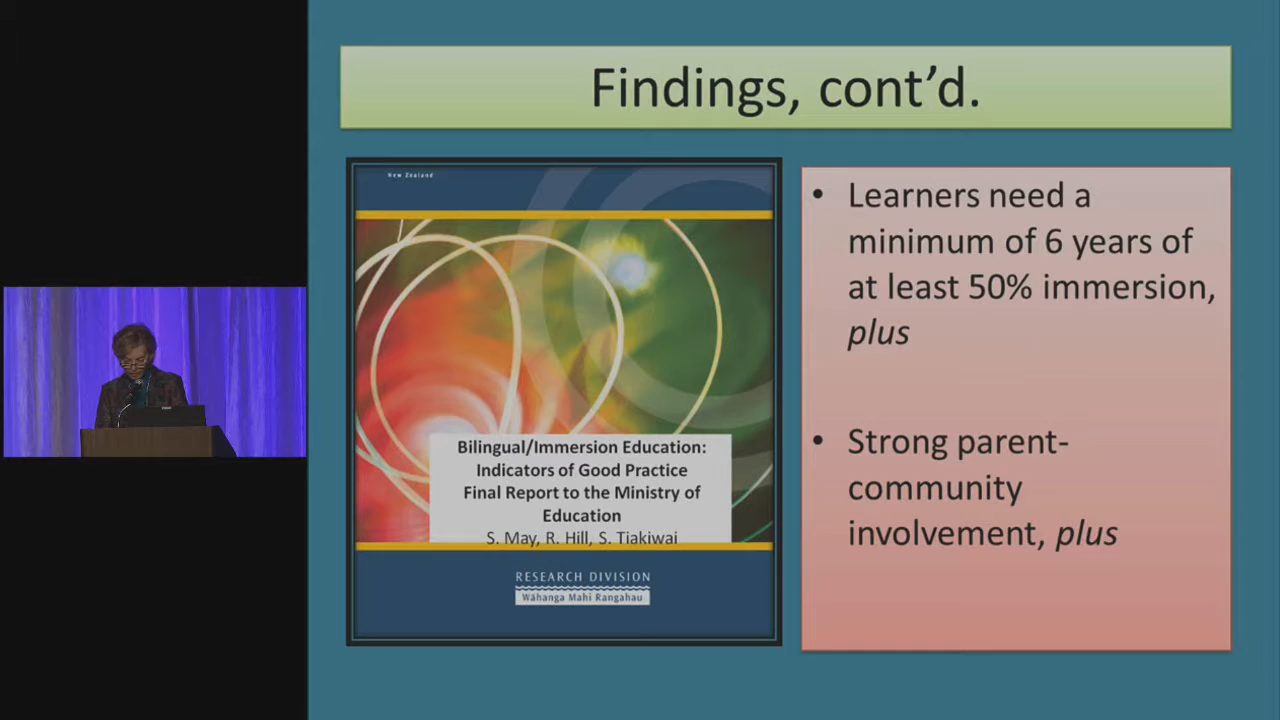 Findings, cont’d.
New Zealand
Bilingual/Immersion Education:
Indicators of Good Practice
Final Report to the Ministry of
Education
S. May, R. Hill, S. Tiakiwai
RESEARCH DIVISION
Wāhanga Mahi Rangahau
• Learners need a
minimum of 6 years of
at least 50% immersion,
plus
• Strong parent-
community
involvement, plus